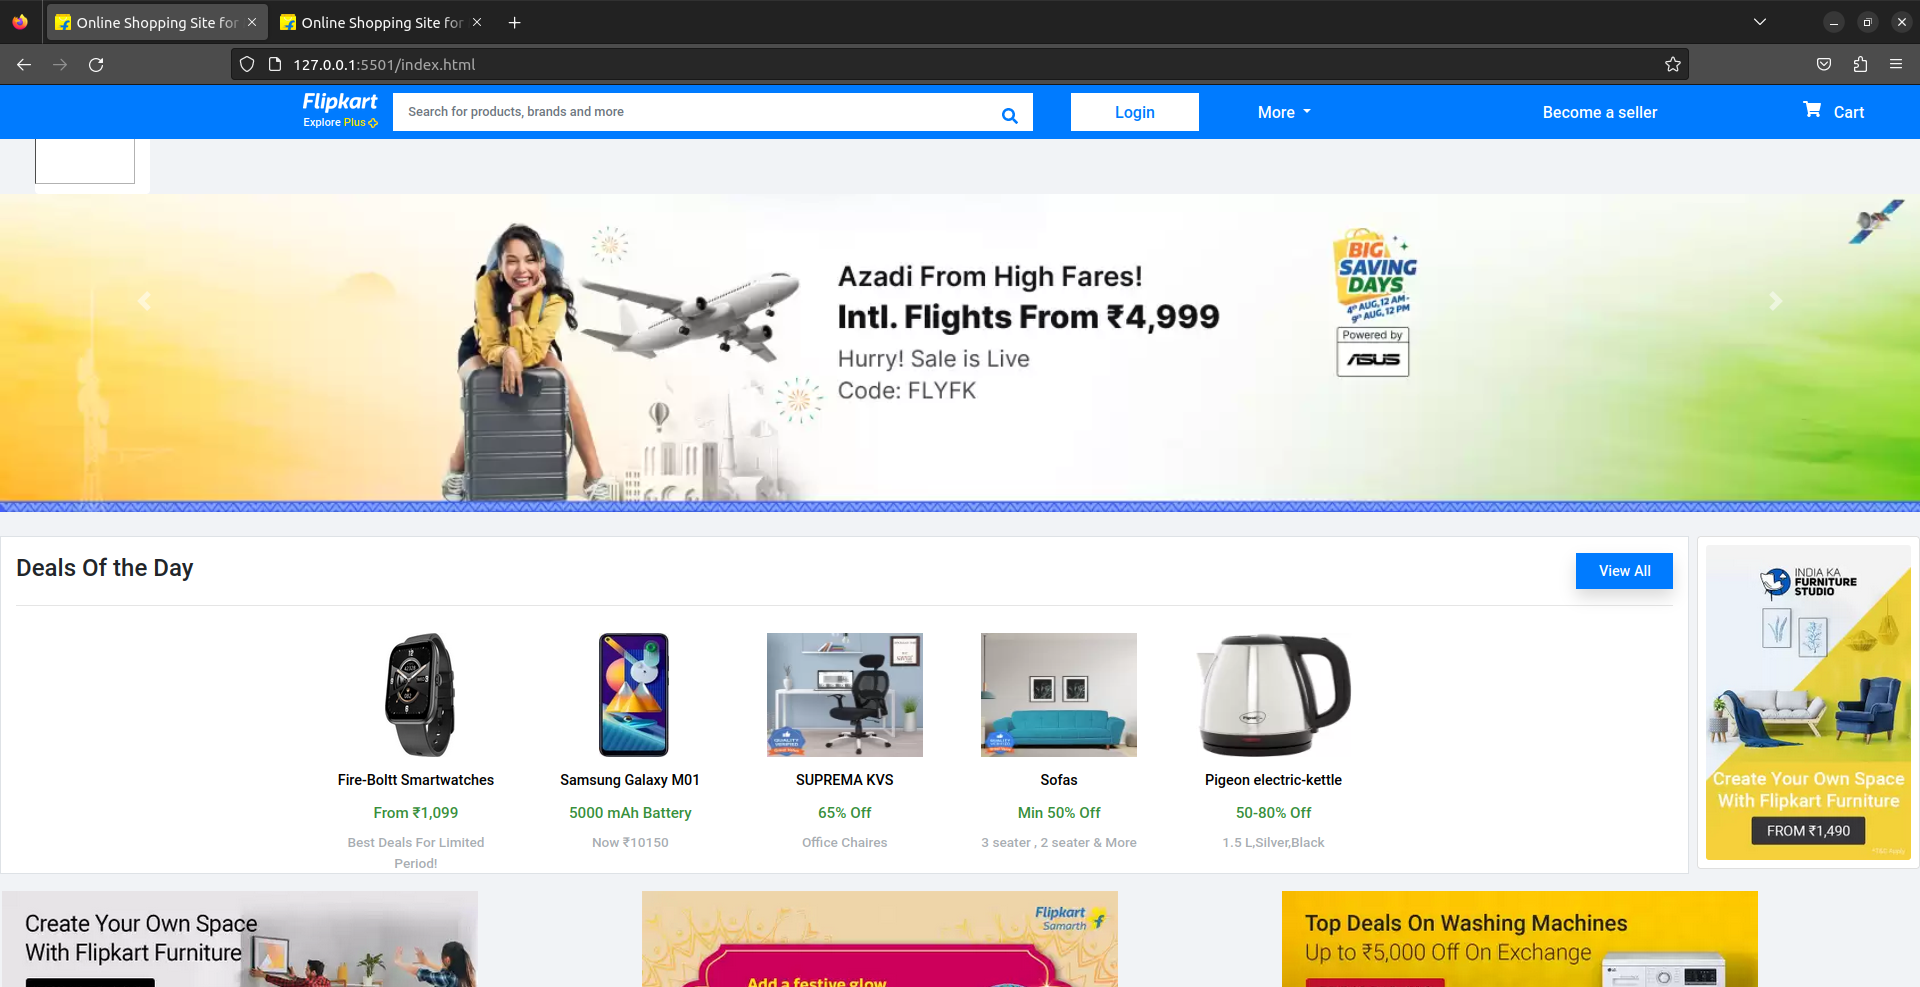 Online Shopping Site for
Online Shopping Site for
127.0.0.1:5501/index.html
Flipkart
Explore Plus
Search for products, brands and more
Login
More
Become a seller
Cart
Azadi From High Fares!
Intl. Flights From ₹4,999
Hurry! Sale is Live
Code: FLYFK
BIG
SAVING
DAYS
4th AUG, 12 AM-
9th AUG, 12 PM
Powered by
ASUS
Deals Of the Day
View All
Fire-Boltt Smartwatches
From ₹1,099
Best Deals For Limited
Period!
Samsung Galaxy M01
5000 mAh Battery
Now ₹10150
QUALITY
VERIFIED
SUPREMA KVS
65% Off
Office Chaires
Sofas
Min 50% Off
3 seater , 2 seater & More
Pigeon
Pigeon electric-kettle
50-80% Off
1.5 L,Silver,Black
INDIA KA
FURNITURE
STUDIO
Create Your Own Space
With Flipkart Furniture
FROM ₹1,490
*T&C Apply
Create Your Own Space
With Flipkart Furniture
Flipkart
Samarth
Add a festive glow
Top Deals On Washing Machines
Up to ₹5,000 Off On Exchange
LG